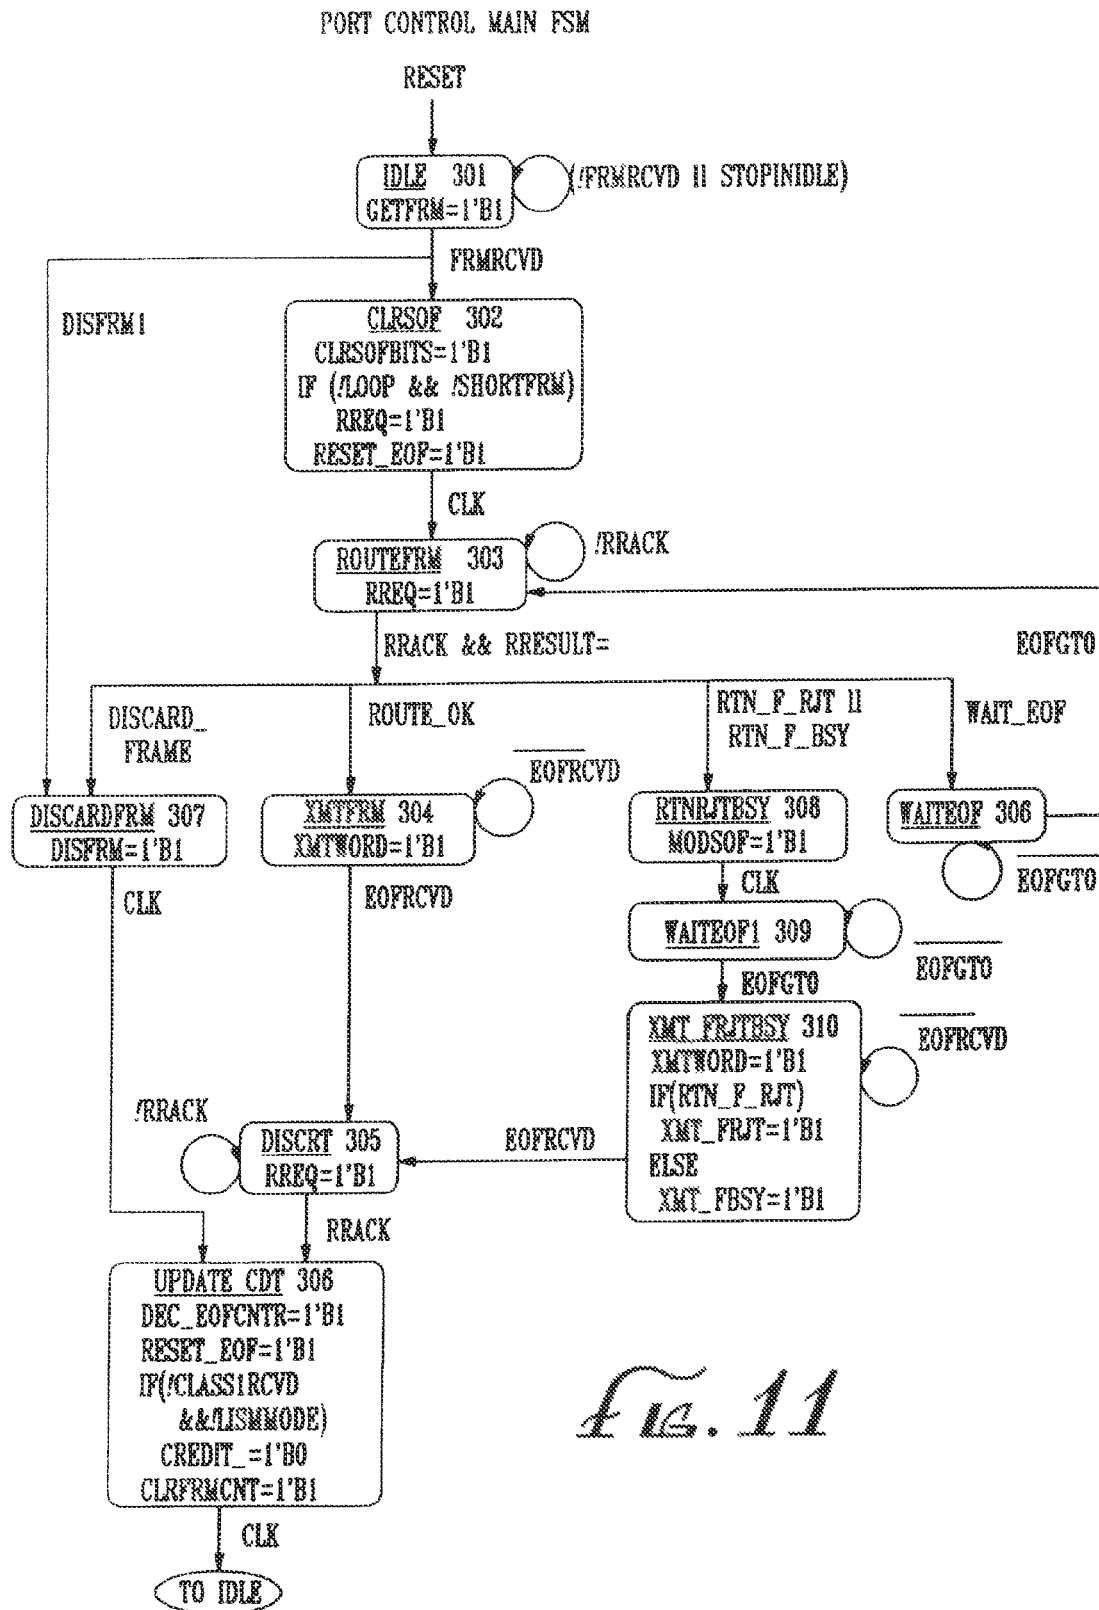 PORT CONTROL MAIN FSM
RESET
IDLE 301
GETFRM=1'B1
(!FRMRCVD || STOPINIDLE)
FRMRCVD
DISFRM1
CLRSOF 302
CLRSOFBITS=1'B1
IF (!LOOP && !SHORTFRM)
RREQ=1'B1
RESET_EOF=1'B1
CLK
ROUTEFRM 303
RREQ=1'B1
!RRACK
RRACK && RRESULT=
EOFGT0
DISCARD_
FRAME
ROUTE_OK
RTN_F_RJT ||
RTN_F_BSY
WAIT_EOF
EOFRCVD
DISCARDFRM 307
DISFRM=1'B1
XMTFRM 304
XMTWORD=1'B1
RTNRJTBSY 308
MODSOF=1'B1
WAITEOF 306
EOFGT0
CLK
EOFRCVD
CLK
WAITEOF1 309
EOFGT0
EOFGT0
XMT_FRJTBSY 310
XMTWORD=1'B1
IF(RTN_F_RJT)
XMT_FRJT=1'B1
ELSE
XMT_FBSY=1'B1
EOFRCVD
!RRACK
DISCRT 305
RREQ=1'B1
EOFRCVD
RRACK
UPDATE CDT 306
DEC_EOFCNTR=1'B1
RESET_EOF=1'B1
IF(!CLASS1RCVD
&&!LISMMODE)
CREDIT_=1'B0
CLRFRMCNT=1'B1
CLK
TO IDLE
FIG. 11